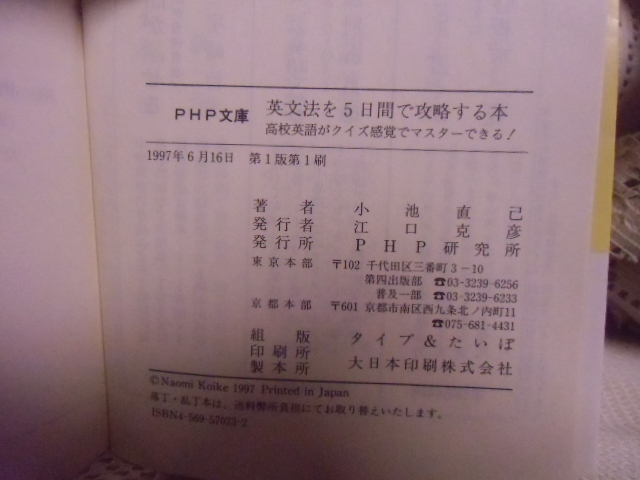 PHP文庫 英文法を5日間で攻略する本
高校英語がクイズ感覚でマスターできる!
1997年6月16日 第1版第1刷
著者 小池直己
発行者 江口克彦
発行所 PHP研究所
東京本部 〒102 千代田区三番町3-10
第四出版部 ☎03-3239-6256
普及一部 ☎03-3239-6233
京都本部 〒601 京都市南区西九条北ノ内町11
☎075-681-4431
組版 タイプ&たいぽ
印刷所
製本所 大日本印刷株式会社
©Naomi Koike 1997 Printed in Japan
落丁・乱丁本は、送料弊所負担にてお取り替えいたします。
ISBN4-569-57023-2